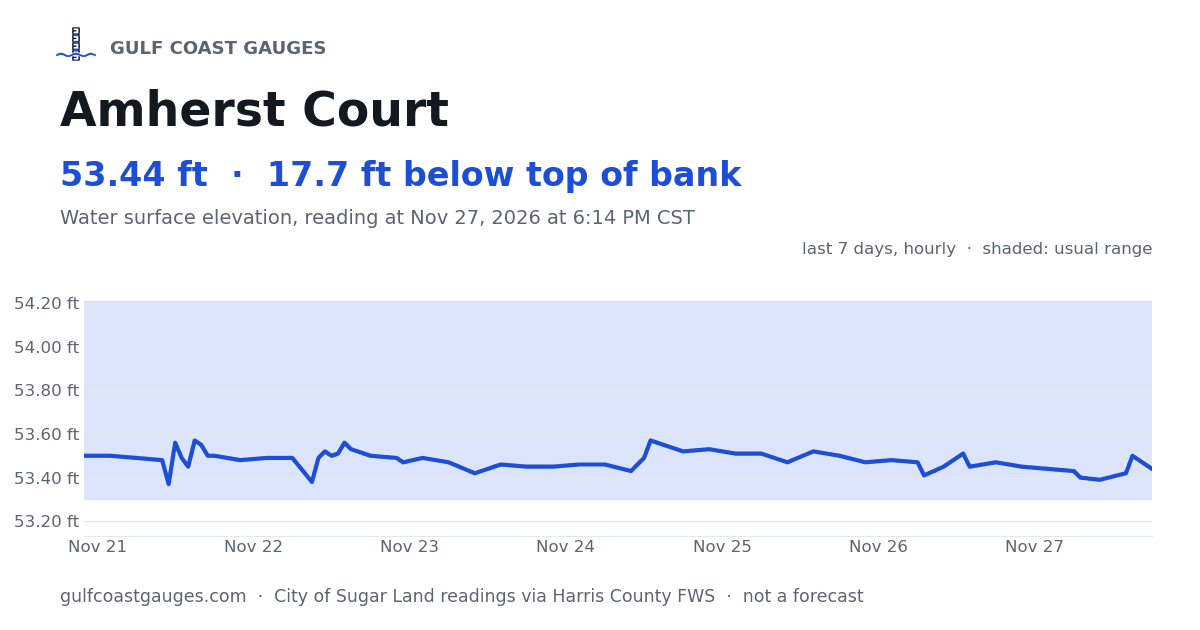 GULF COAST GAUGES
Amherst Court
53.44 ft · 17.7 ft below top of bank
Water surface elevation, reading at Nov 27, 2026 at 6:14 PM CST
last 7 days, hourly · shaded: usual range
54.20 ft
54.00 ft
53.80 ft
53.60 ft
53.40 ft
53.20 ft
Nov 21 Nov 22 Nov 23 Nov 24 Nov 25 Nov 26 Nov 27
gulfcoastgauges.com · City of Sugar Land readings via Harris County FWS · not a forecast